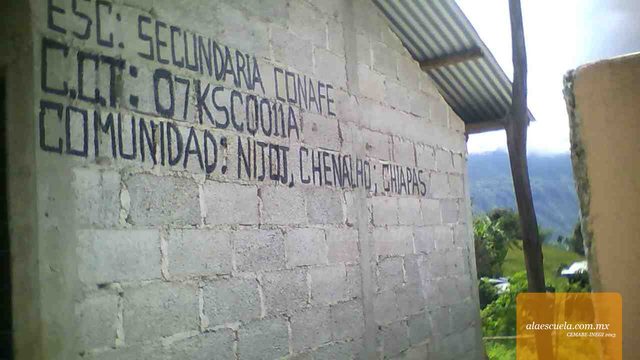 ESC: SECUNDARIA CONAFE
C.C.T: 07KSC0011A
COMUNIDAD: NIJOJ, CHENALHO; CHIAPAS
alaescuela.com.mx
CEMABE-INEGI 2013